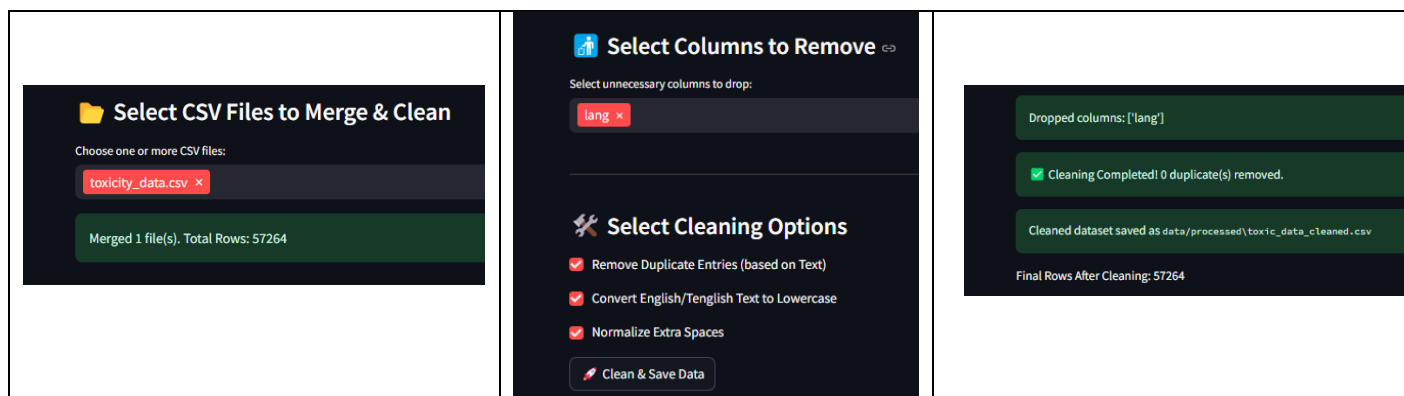 Select CSV Files to Merge & Clean
Choose one or more CSV files:
toxicity_data.csv ×
Merged 1 file(s). Total Rows: 57264
Select Columns to Remove
Select unnecessary columns to drop:
lang ×
Select Cleaning Options
Remove Duplicate Entries (based on Text)
Convert English/Tenglish Text to Lowercase
Normalize Extra Spaces
Clean & Save Data
Dropped columns: ['lang']
Cleaning Completed! 0 duplicate(s) removed.
Cleaned dataset saved as data/processed\toxic_data_cleaned.csv
Final Rows After Cleaning: 57264